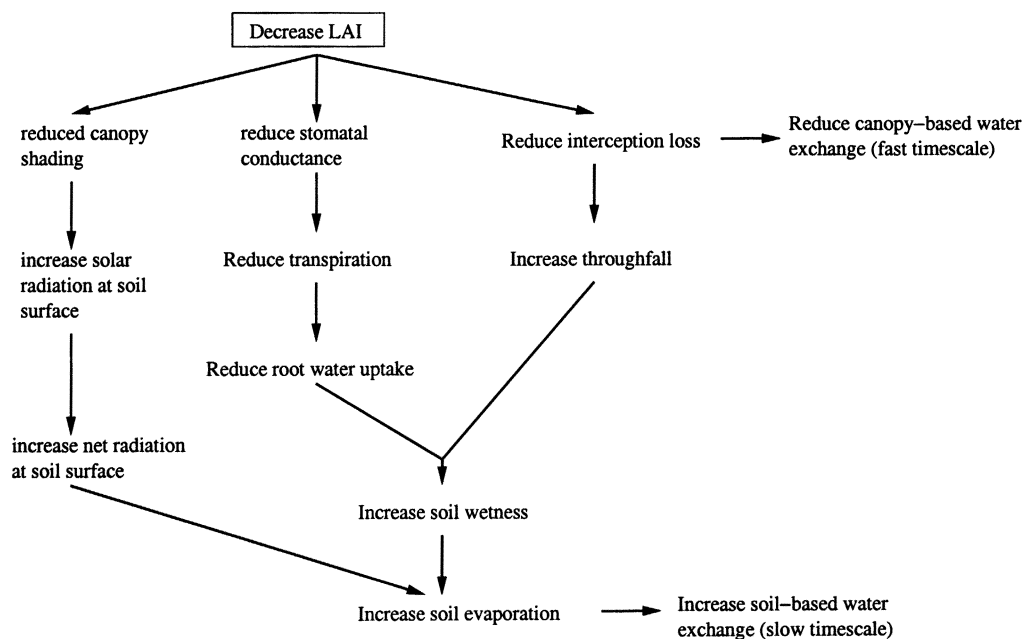 Decrease LAI
reduced canopy
shading
reduce stomatal
conductance
Reduce interception loss
Reduce canopy−based water
exchange (fast timescale)
increase solar
radiation at soil
surface
Reduce transpiration
Increase throughfall
Reduce root water uptake
increase net radiation
at soil surface
Increase soil wetness
Increase soil evaporation
Increase soil−based water
exchange (slow timescale)